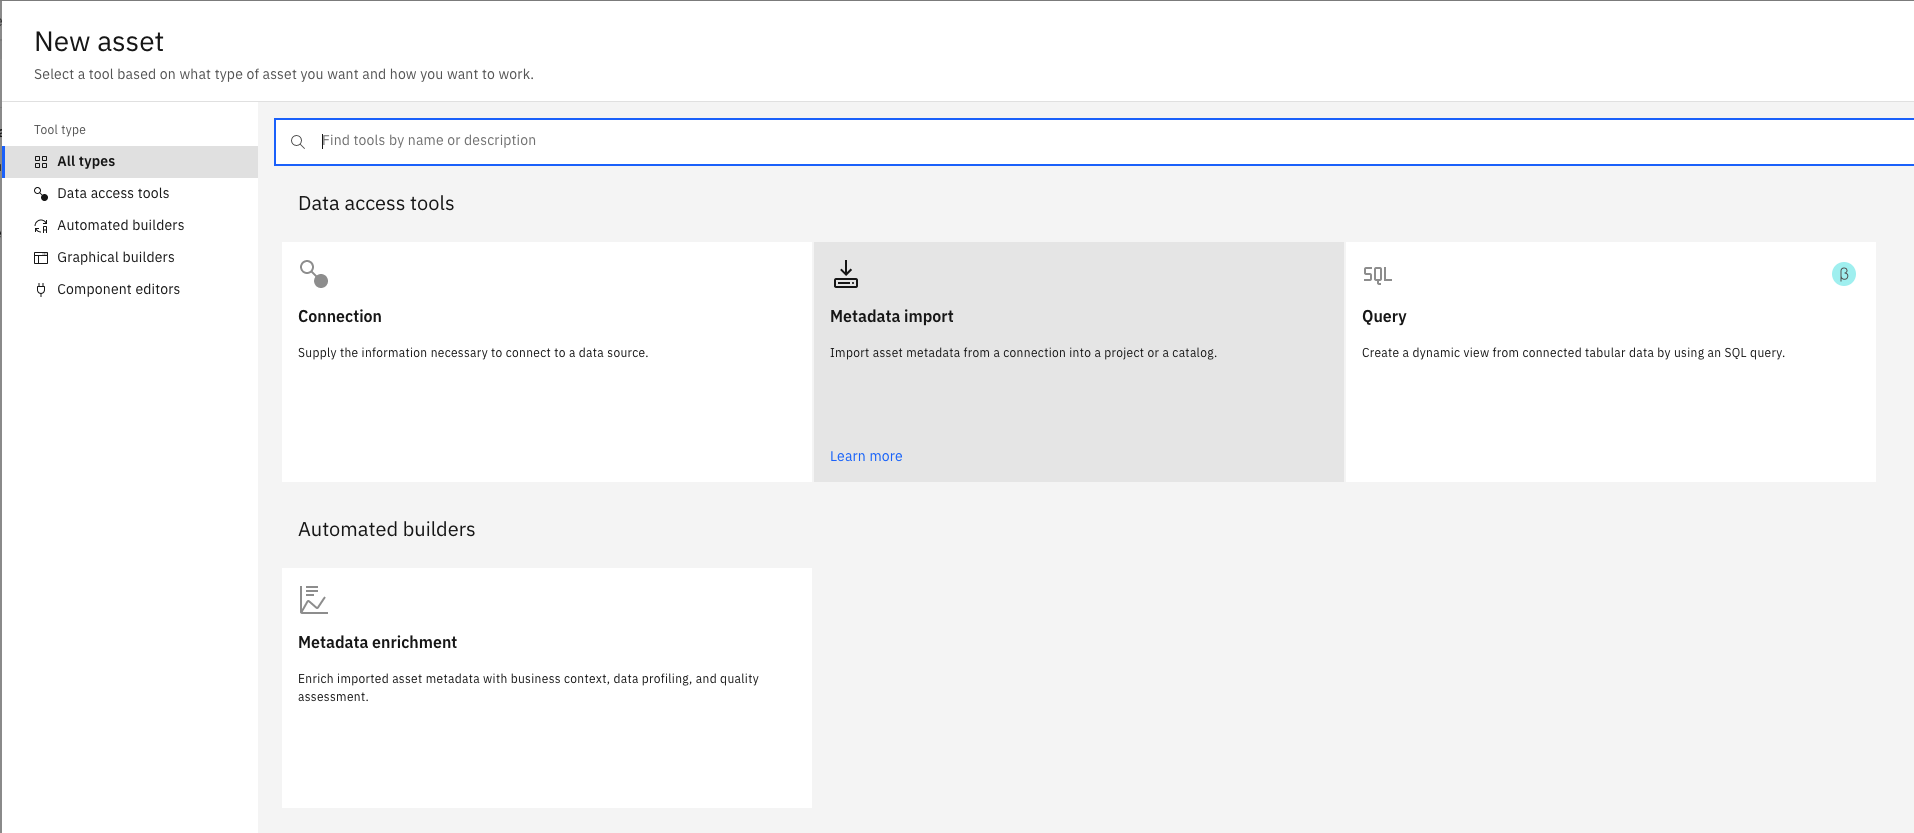 New asset
Select a tool based on what type of asset you want and how you want to work.
Tool type
All types
Data access tools
Automated builders
Graphical builders
Component editors
Find tools by name or description
Data access tools
Connection
Supply the information necessary to connect to a data source.
Metadata import
Import asset metadata from a connection into a project or a catalog.
Learn more
SQL
β
Query
Create a dynamic view from connected tabular data by using an SQL query.
Automated builders
Metadata enrichment
Enrich imported asset metadata with business context, data profiling, and quality
assessment.